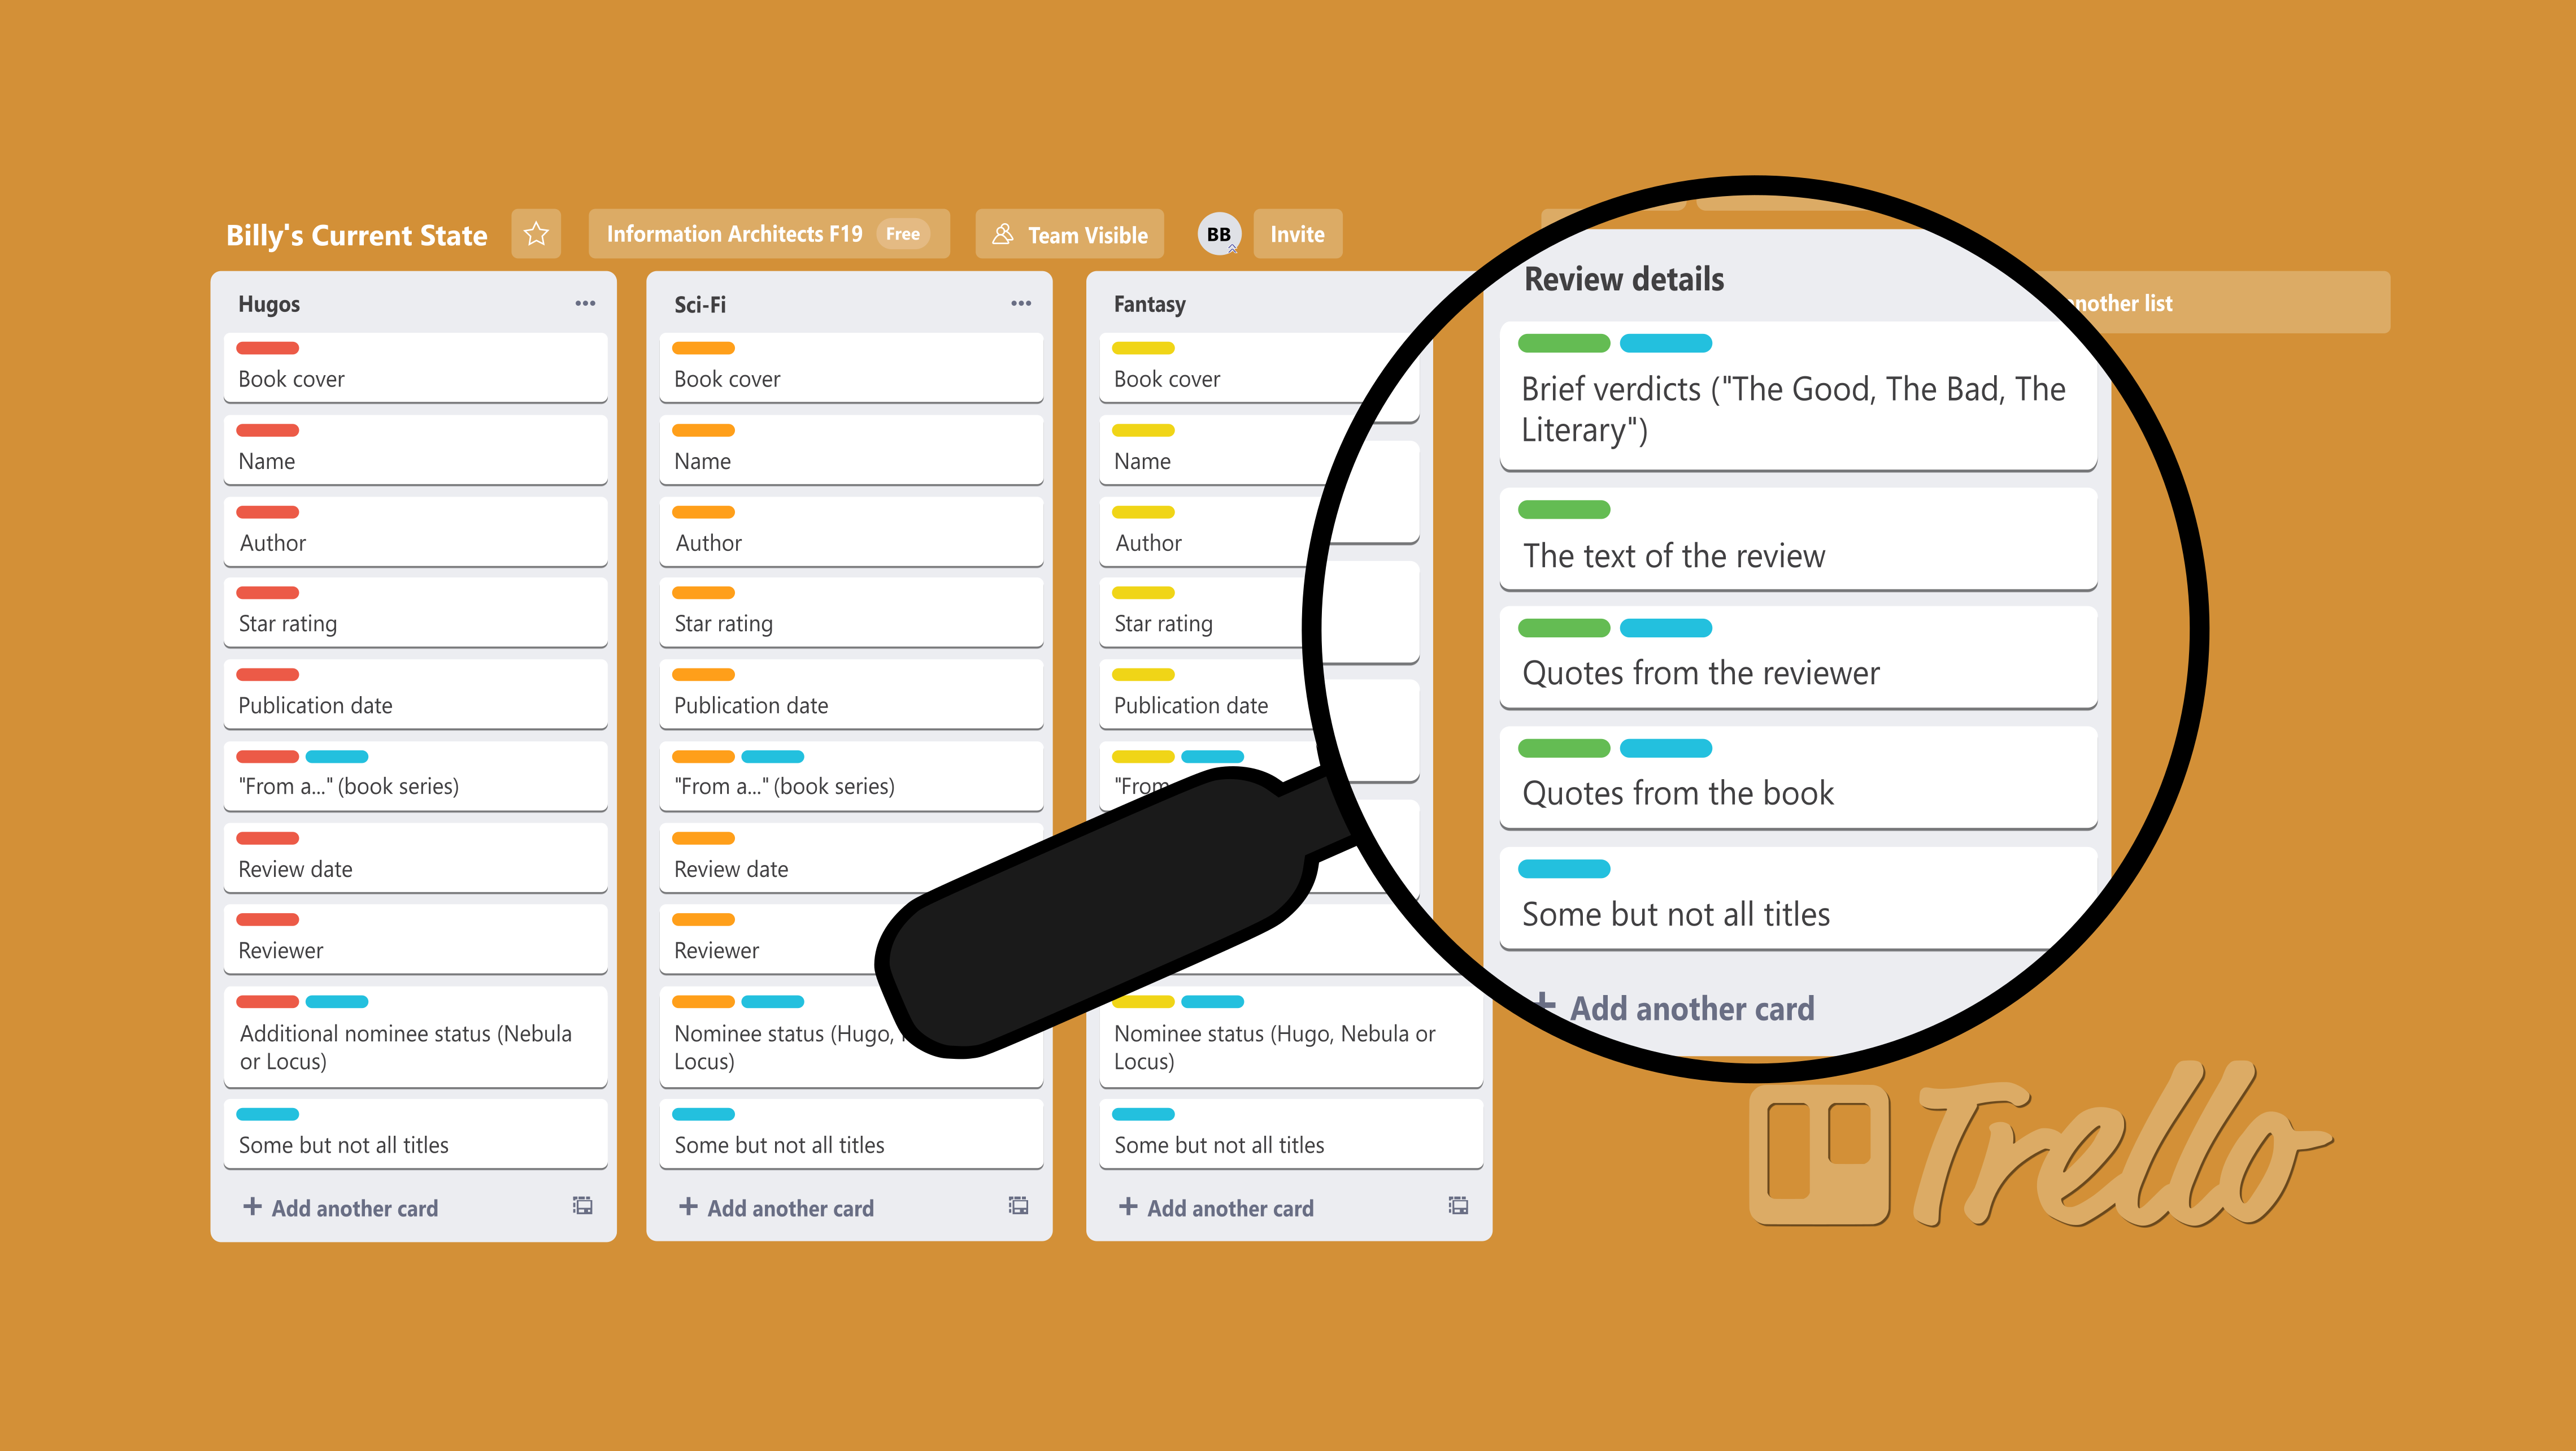 Billy's Current State
Information Architects F19
Free
Team Visible
BB
Invite
Hugos
Book cover
Name
Author
Star rating
Publication date
"From a..." (book series)
Review date
Reviewer
Additional nominee status (Nebula
or Locus)
Some but not all titles
Add another card
Sci-Fi
Book cover
Name
Author
Star rating
Publication date
"From a..." (book series)
Review date
Reviewer
Nominee status (Hugo,
Locus)
Some but not all titles
Add another card
Fantasy
Book cover
Name
Author
Star rating
Publication date
"From
Nominee status (Hugo, Nebula or
Locus)
Some but not all titles
Add another card
Review details
Brief verdicts ("The Good, The Bad, The
Literary")
The text of the review
Quotes from the reviewer
Quotes from the book
Some but not all titles
Add another card
another list
Trello